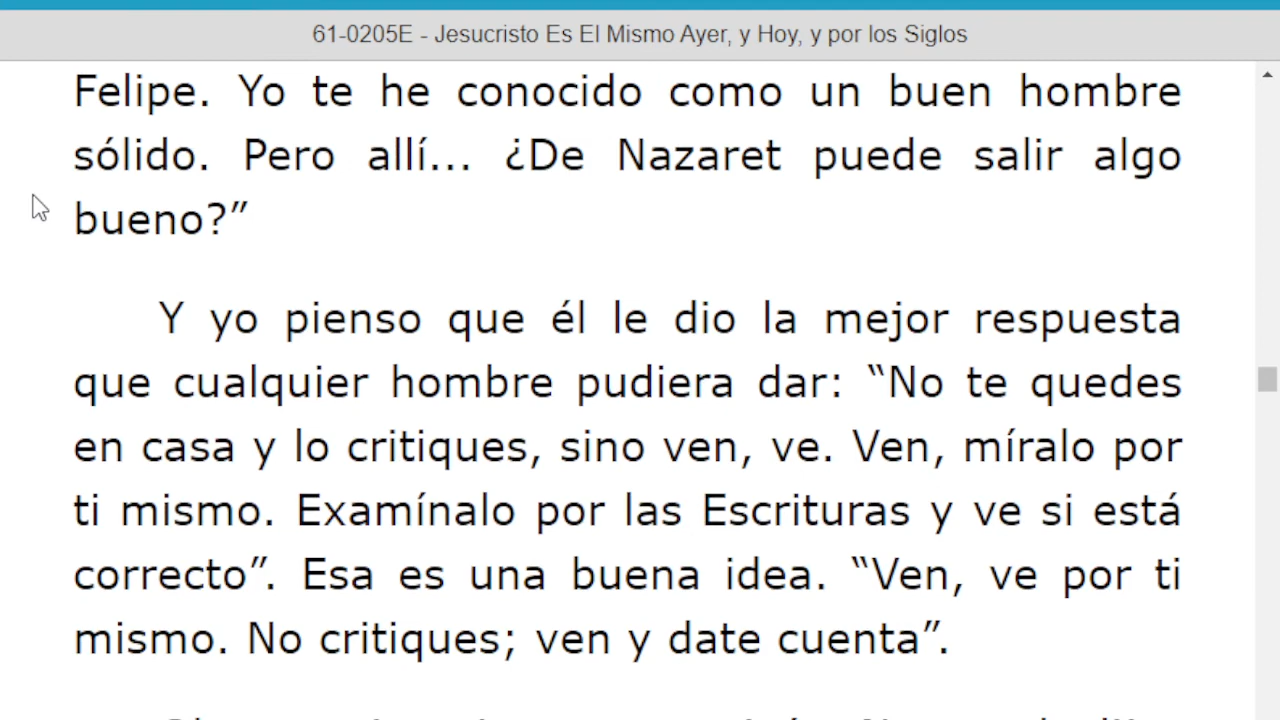 61-0205E - Jesucristo Es El Mismo Ayer, y Hoy, y por los Siglos
Felipe. Yo te he conocido como un buen hombre
sólido. Pero allí... ¿De Nazaret puede salir algo
bueno?”
Y yo pienso que él le dio la mejor respuesta
que cualquier hombre pudiera dar: “No te quedes
en casa y lo critiques, sino ven, ve. Ven, míralo por
ti mismo. Examínalo por las Escrituras y ve si está
correcto”. Esa es una buena idea. “Ven, ve por ti
mismo. No critiques; ven y date cuenta”.